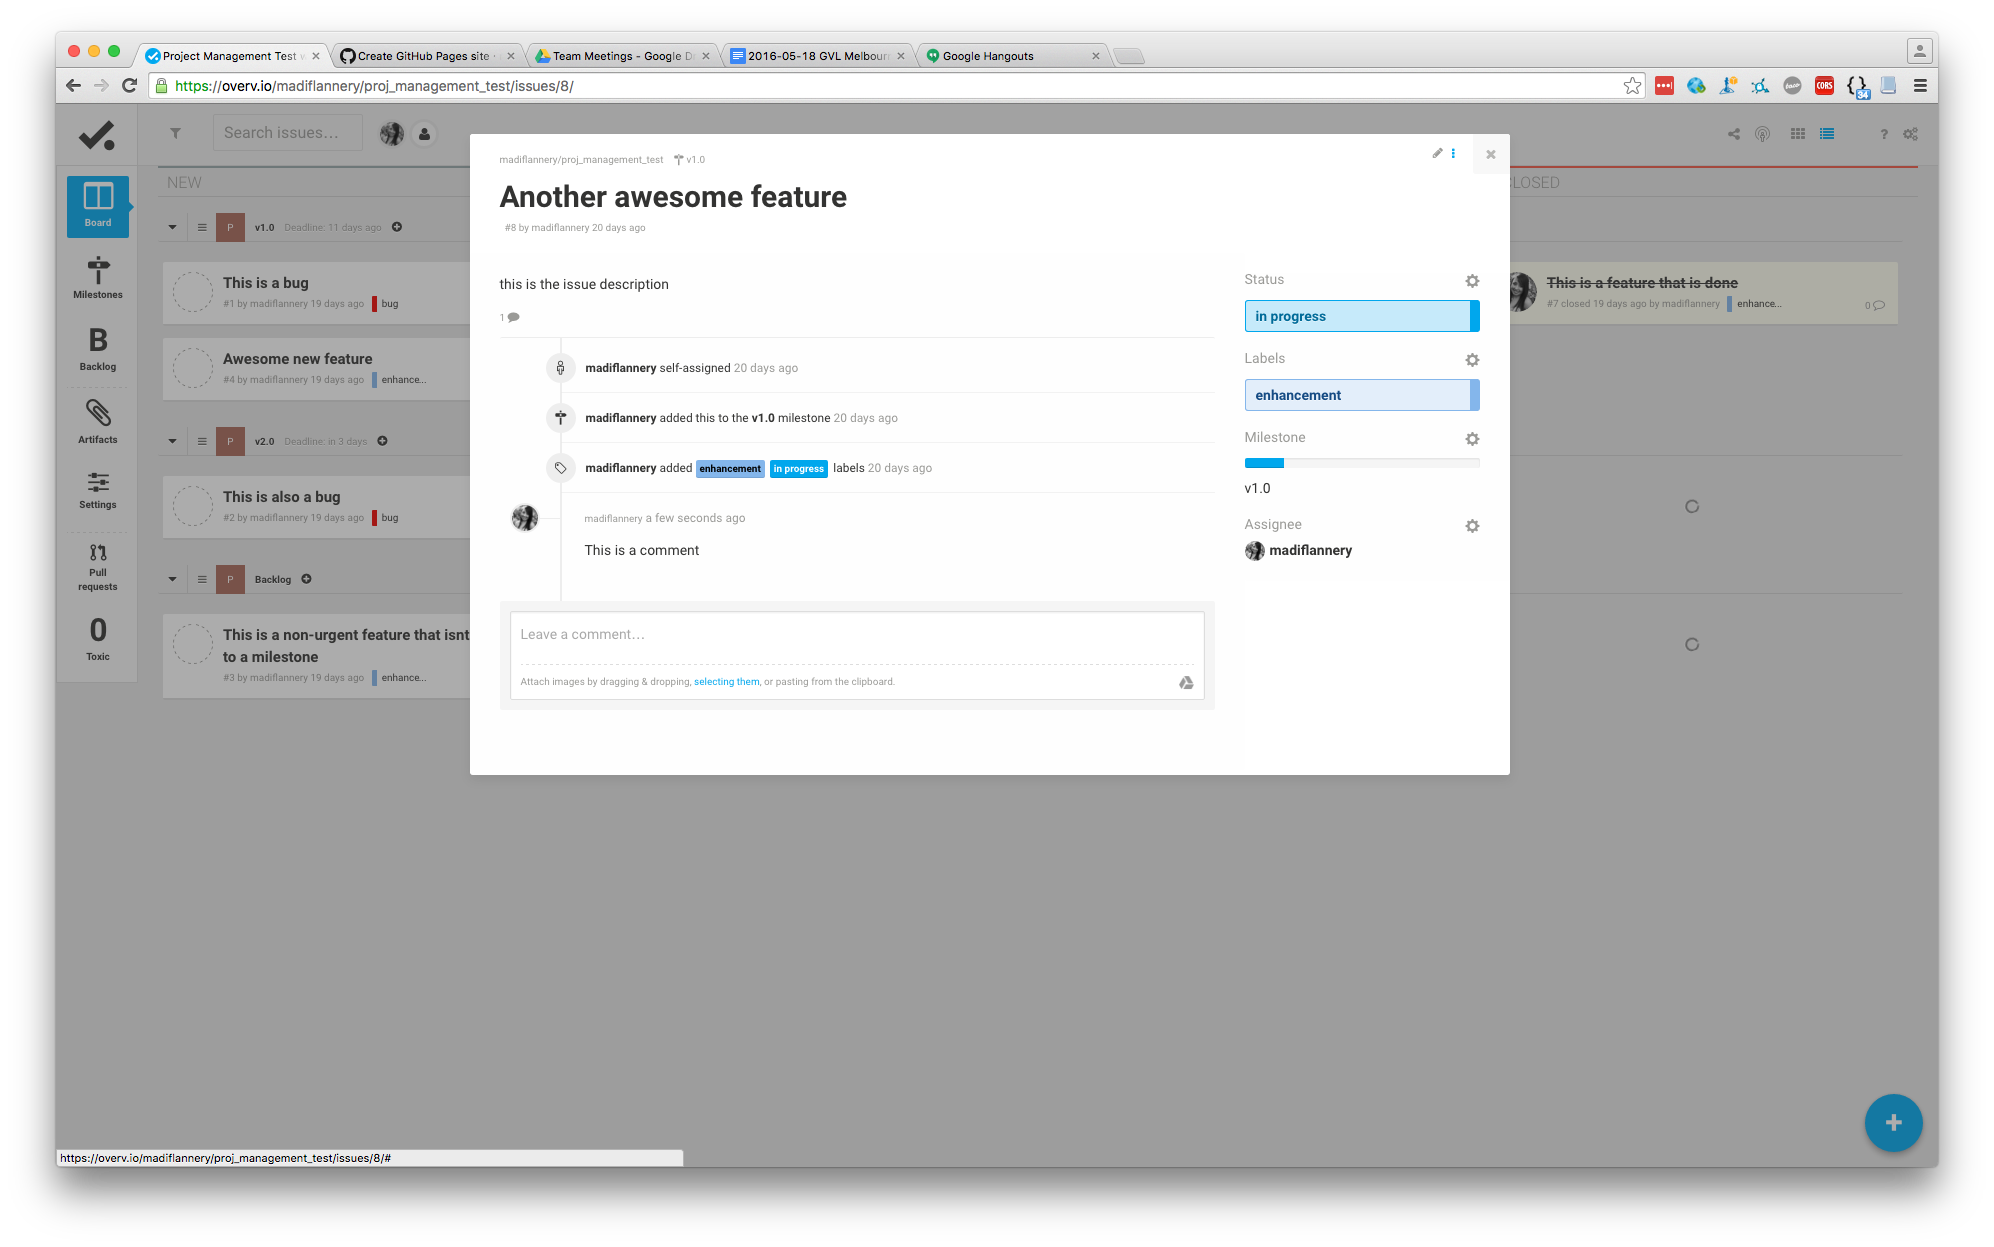 Project Management Test
Create GitHub Pages site ·
Team Meetings - Google D
2016-05-18 GVL Melbour
Google Hangouts
https://overv.io/madiflannery/proj_management_test/issues/8/
CORS
34
Search issues...
NEW
CLOSED
Board
Milestones
B
Backlog
Artifacts
Settings
Pull
requests
0
Toxic
P v1.0 Deadline: 11 days ago
This is a bug
#1 by madiflannery 19 days ago bug
Awesome new feature
#4 by madiflannery 19 days ago enhance...
P v2.0 Deadline: in 3 days
This is also a bug
#2 by madiflannery 19 days ago bug
P Backlog
This is a non-urgent feature that isnt
to a milestone
#3 by madiflannery 19 days ago enhance...
madiflannery/proj_management_test v1.0
Another awesome feature
#8 by madiflannery 20 days ago
this is the issue description
1
madiflannery self-assigned 20 days ago
madiflannery added this to the v1.0 milestone 20 days ago
madiflannery added enhancement in progress labels 20 days ago
madiflannery a few seconds ago
This is a comment
Leave a comment...
Attach images by dragging & dropping, selecting them, or pasting from the clipboard.
Status
in progress
Labels
enhancement
Milestone
v1.0
Assignee
madiflannery
This is a feature that is done
#7 closed 19 days ago by madiflannery enhance...
0
https://overv.io/madiflannery/proj_management_test/issues/8/#